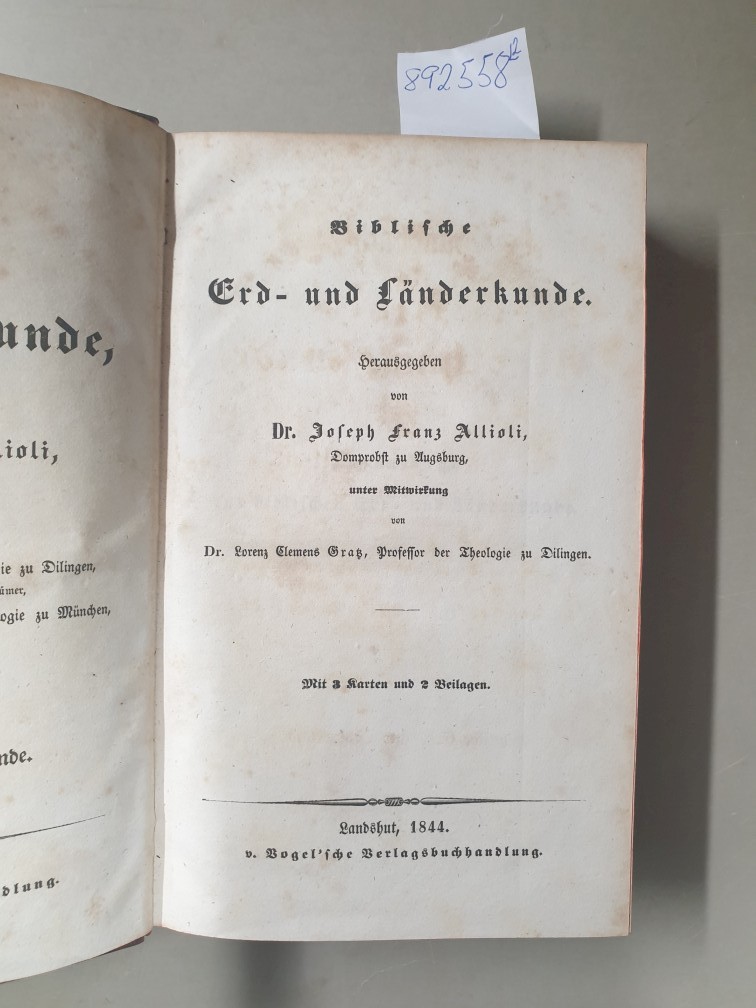 892558
unde,
lioli,
ie zu Dilingen,
ümer,
ogie zu München,
nde.
dlung.
Biblische
Erd- und Länderkunde.
Herausgegeben
von
Dr. Joseph Franz Allioli,
Domprobst zu Augsburg,
unter Mitwirkung
von
Dr. Lorenz Clemens Gratz, Professor der Theologie zu Dilingen.
Mit 3 Karten und 2 Beilagen.
Landshut, 1844.
v. Vogel'sche Verlagsbuchhandlung.